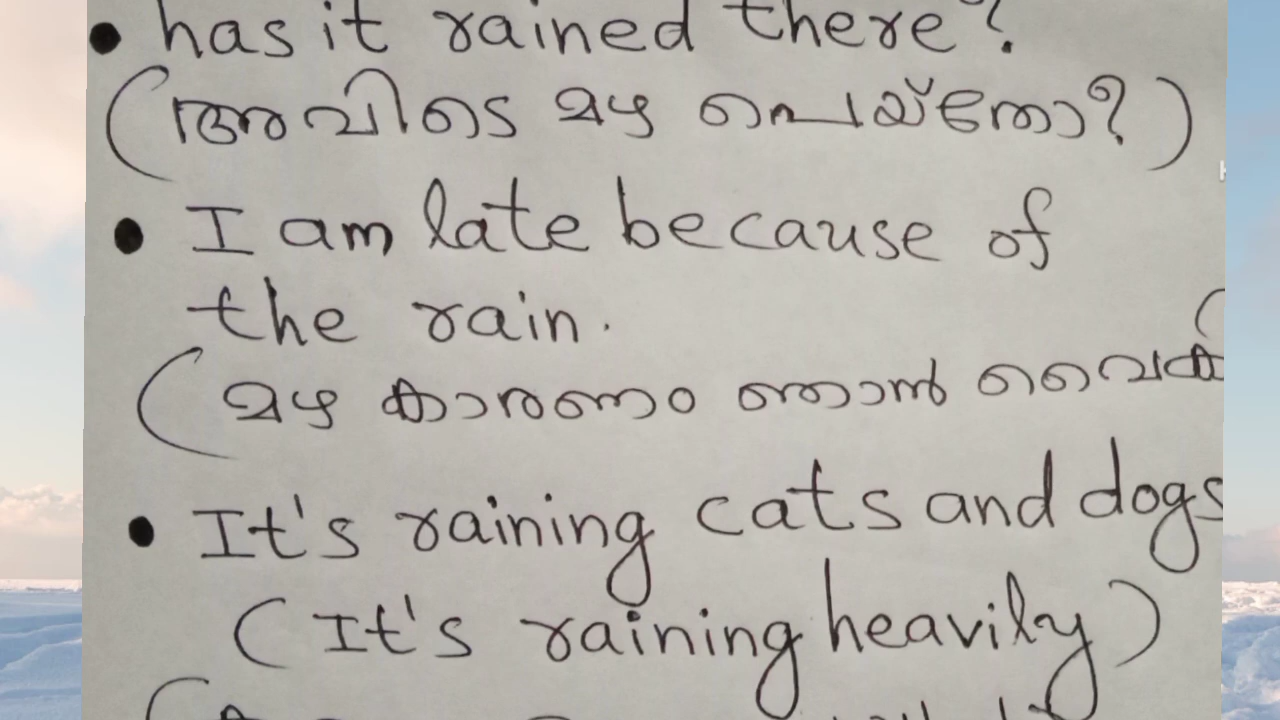 • has it rained there?
(അവിടെ മഴ പെയ്തോ?)
• I am late because of
the rain.
(മഴ കാരണം ഞാൻ
• It's raining cats and dogs
(It's raining heavily)